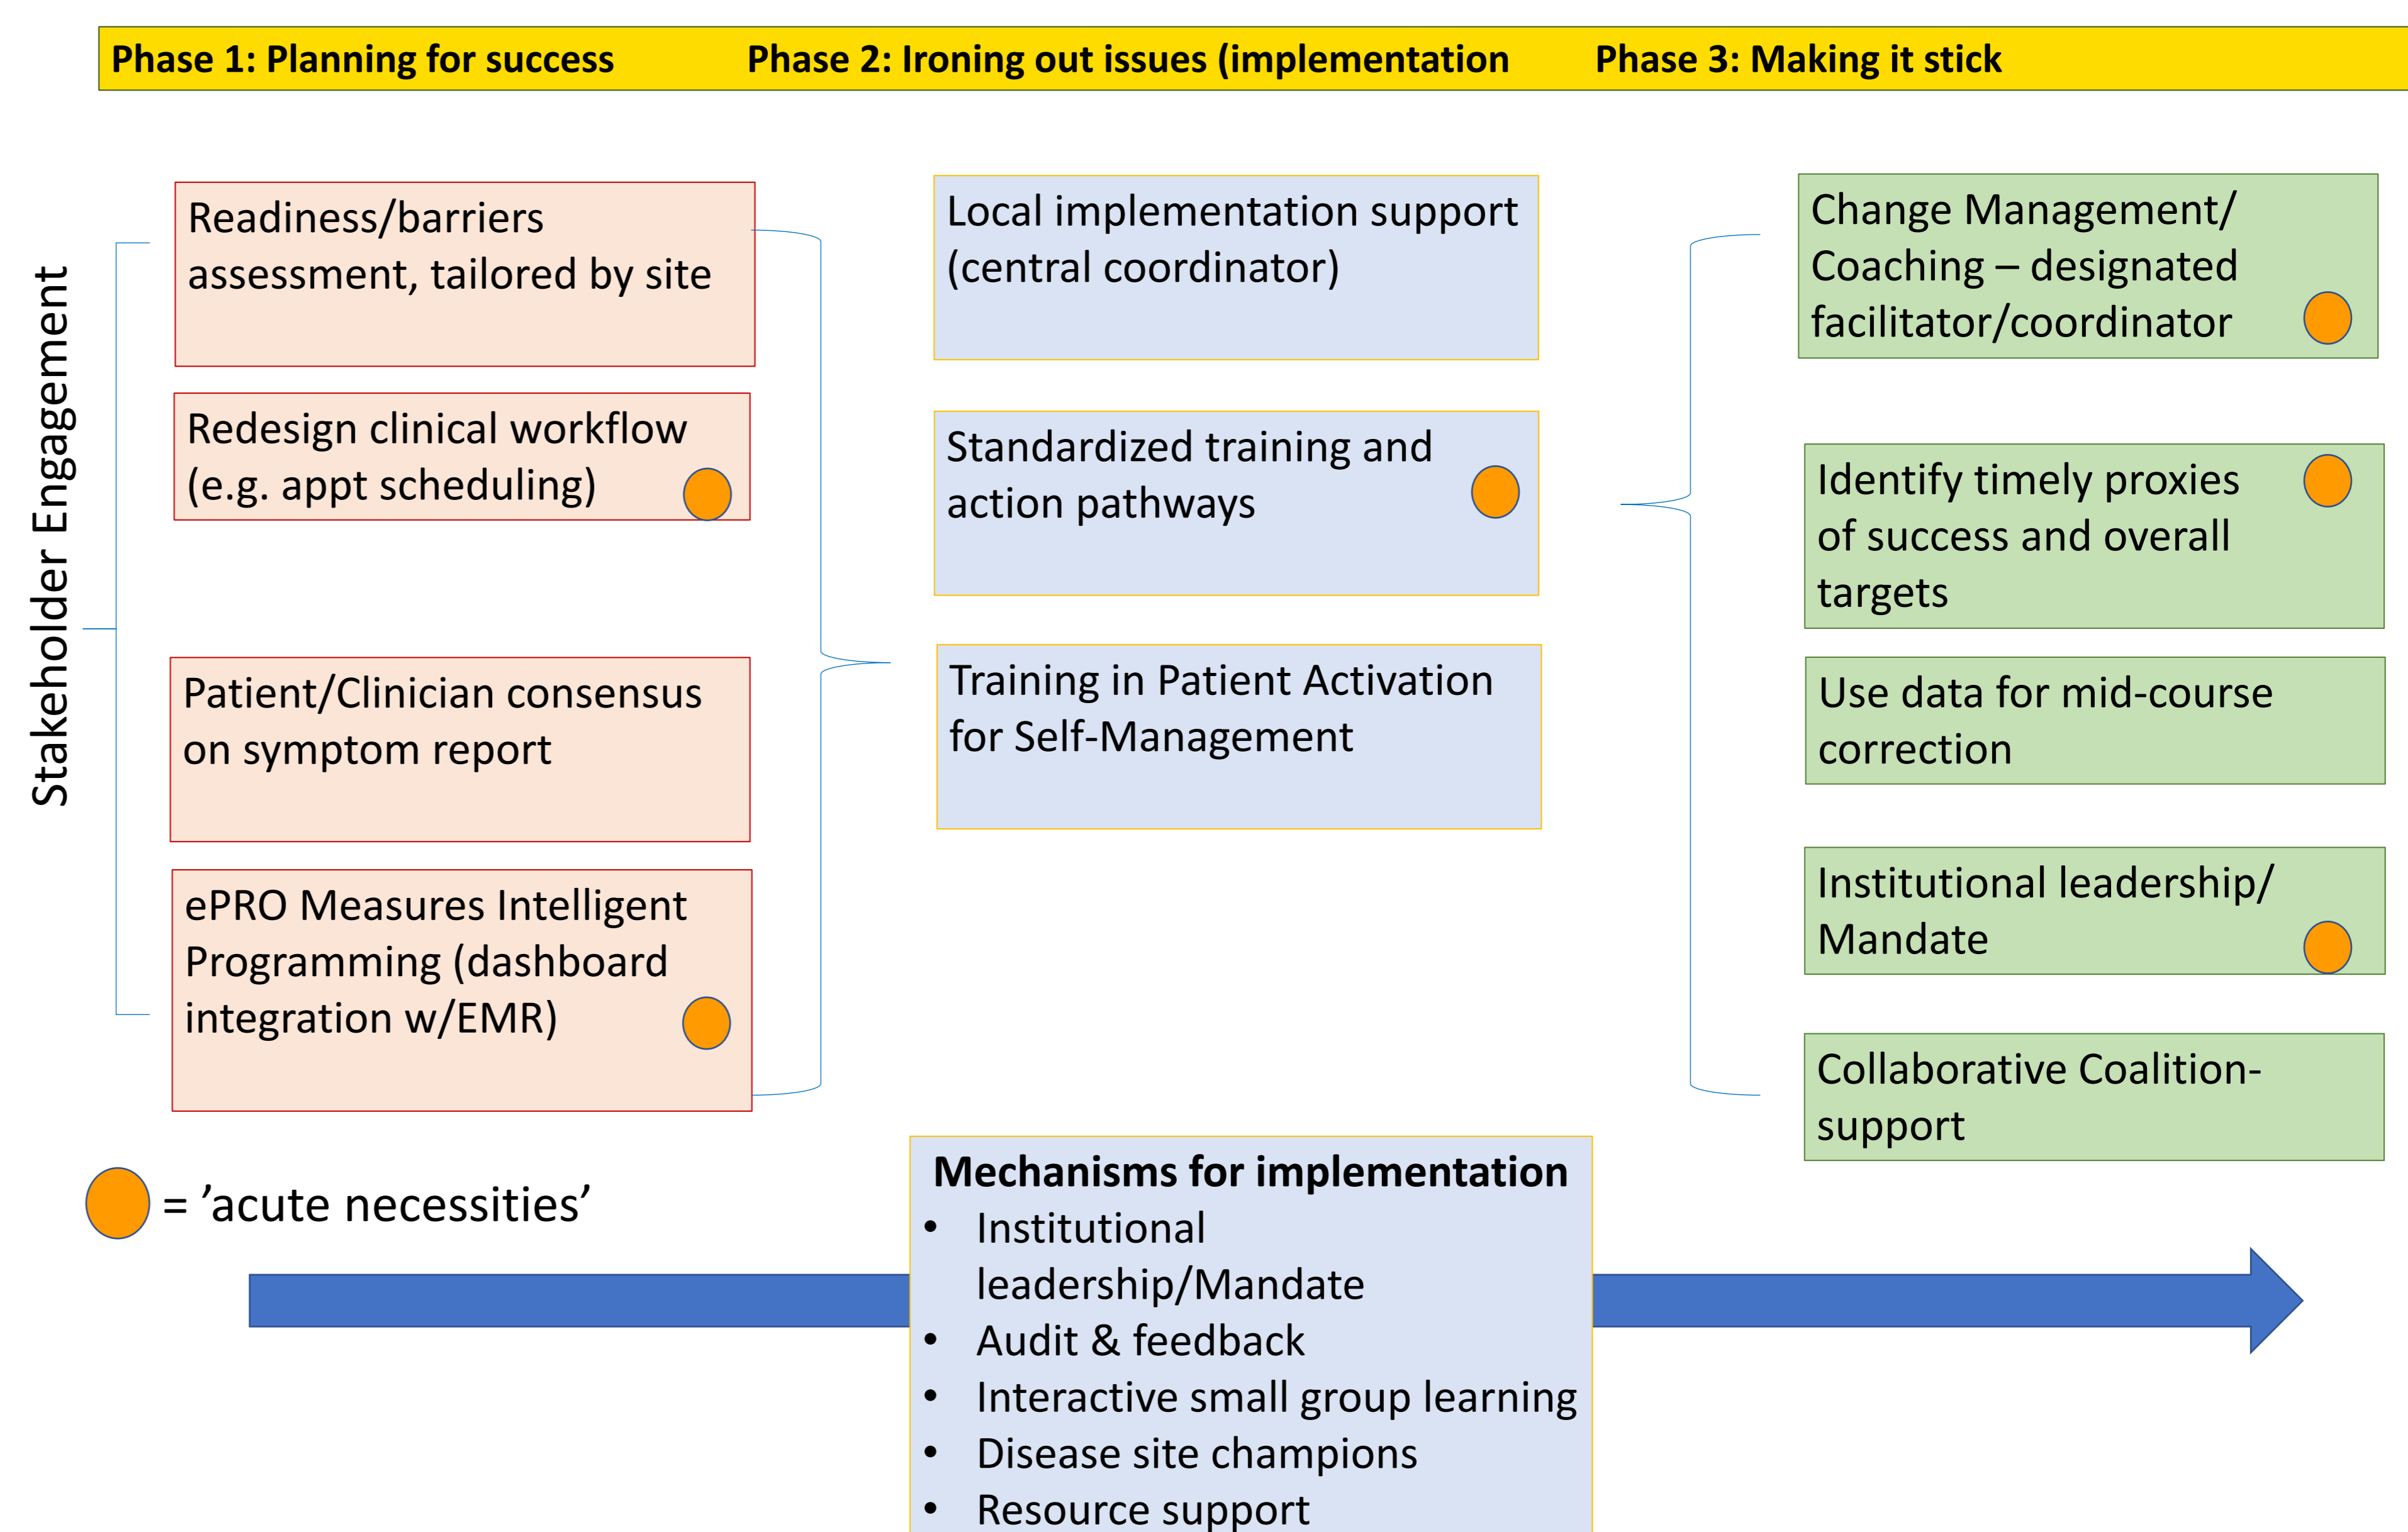 Phase 1: Planning for success
Phase 2: Ironing out issues (implementation
Phase 3: Making it stick
Stakeholder Engagement
Readiness/barriers
assessment, tailored by site
Redesign clinical workflow
(e.g. appt scheduling)
Patient/Clinician consensus
on symptom report
ePRO Measures Intelligent
Programming (dashboard
integration w/EMR)
Local implementation support
(central coordinator)
Standardized training and
action pathways
Training in Patient Activation
for Self-Management
Change Management/
Coaching – designated
facilitator/coordinator
Identify timely proxies
of success and overall
targets
Use data for mid-course
correction
Institutional leadership/
Mandate
Collaborative Coalition-
support
= ’acute necessities’
Mechanisms for implementation
• Institutional
leadership/Mandate
• Audit & feedback
• Interactive small group learning
• Disease site champions
• Resource support